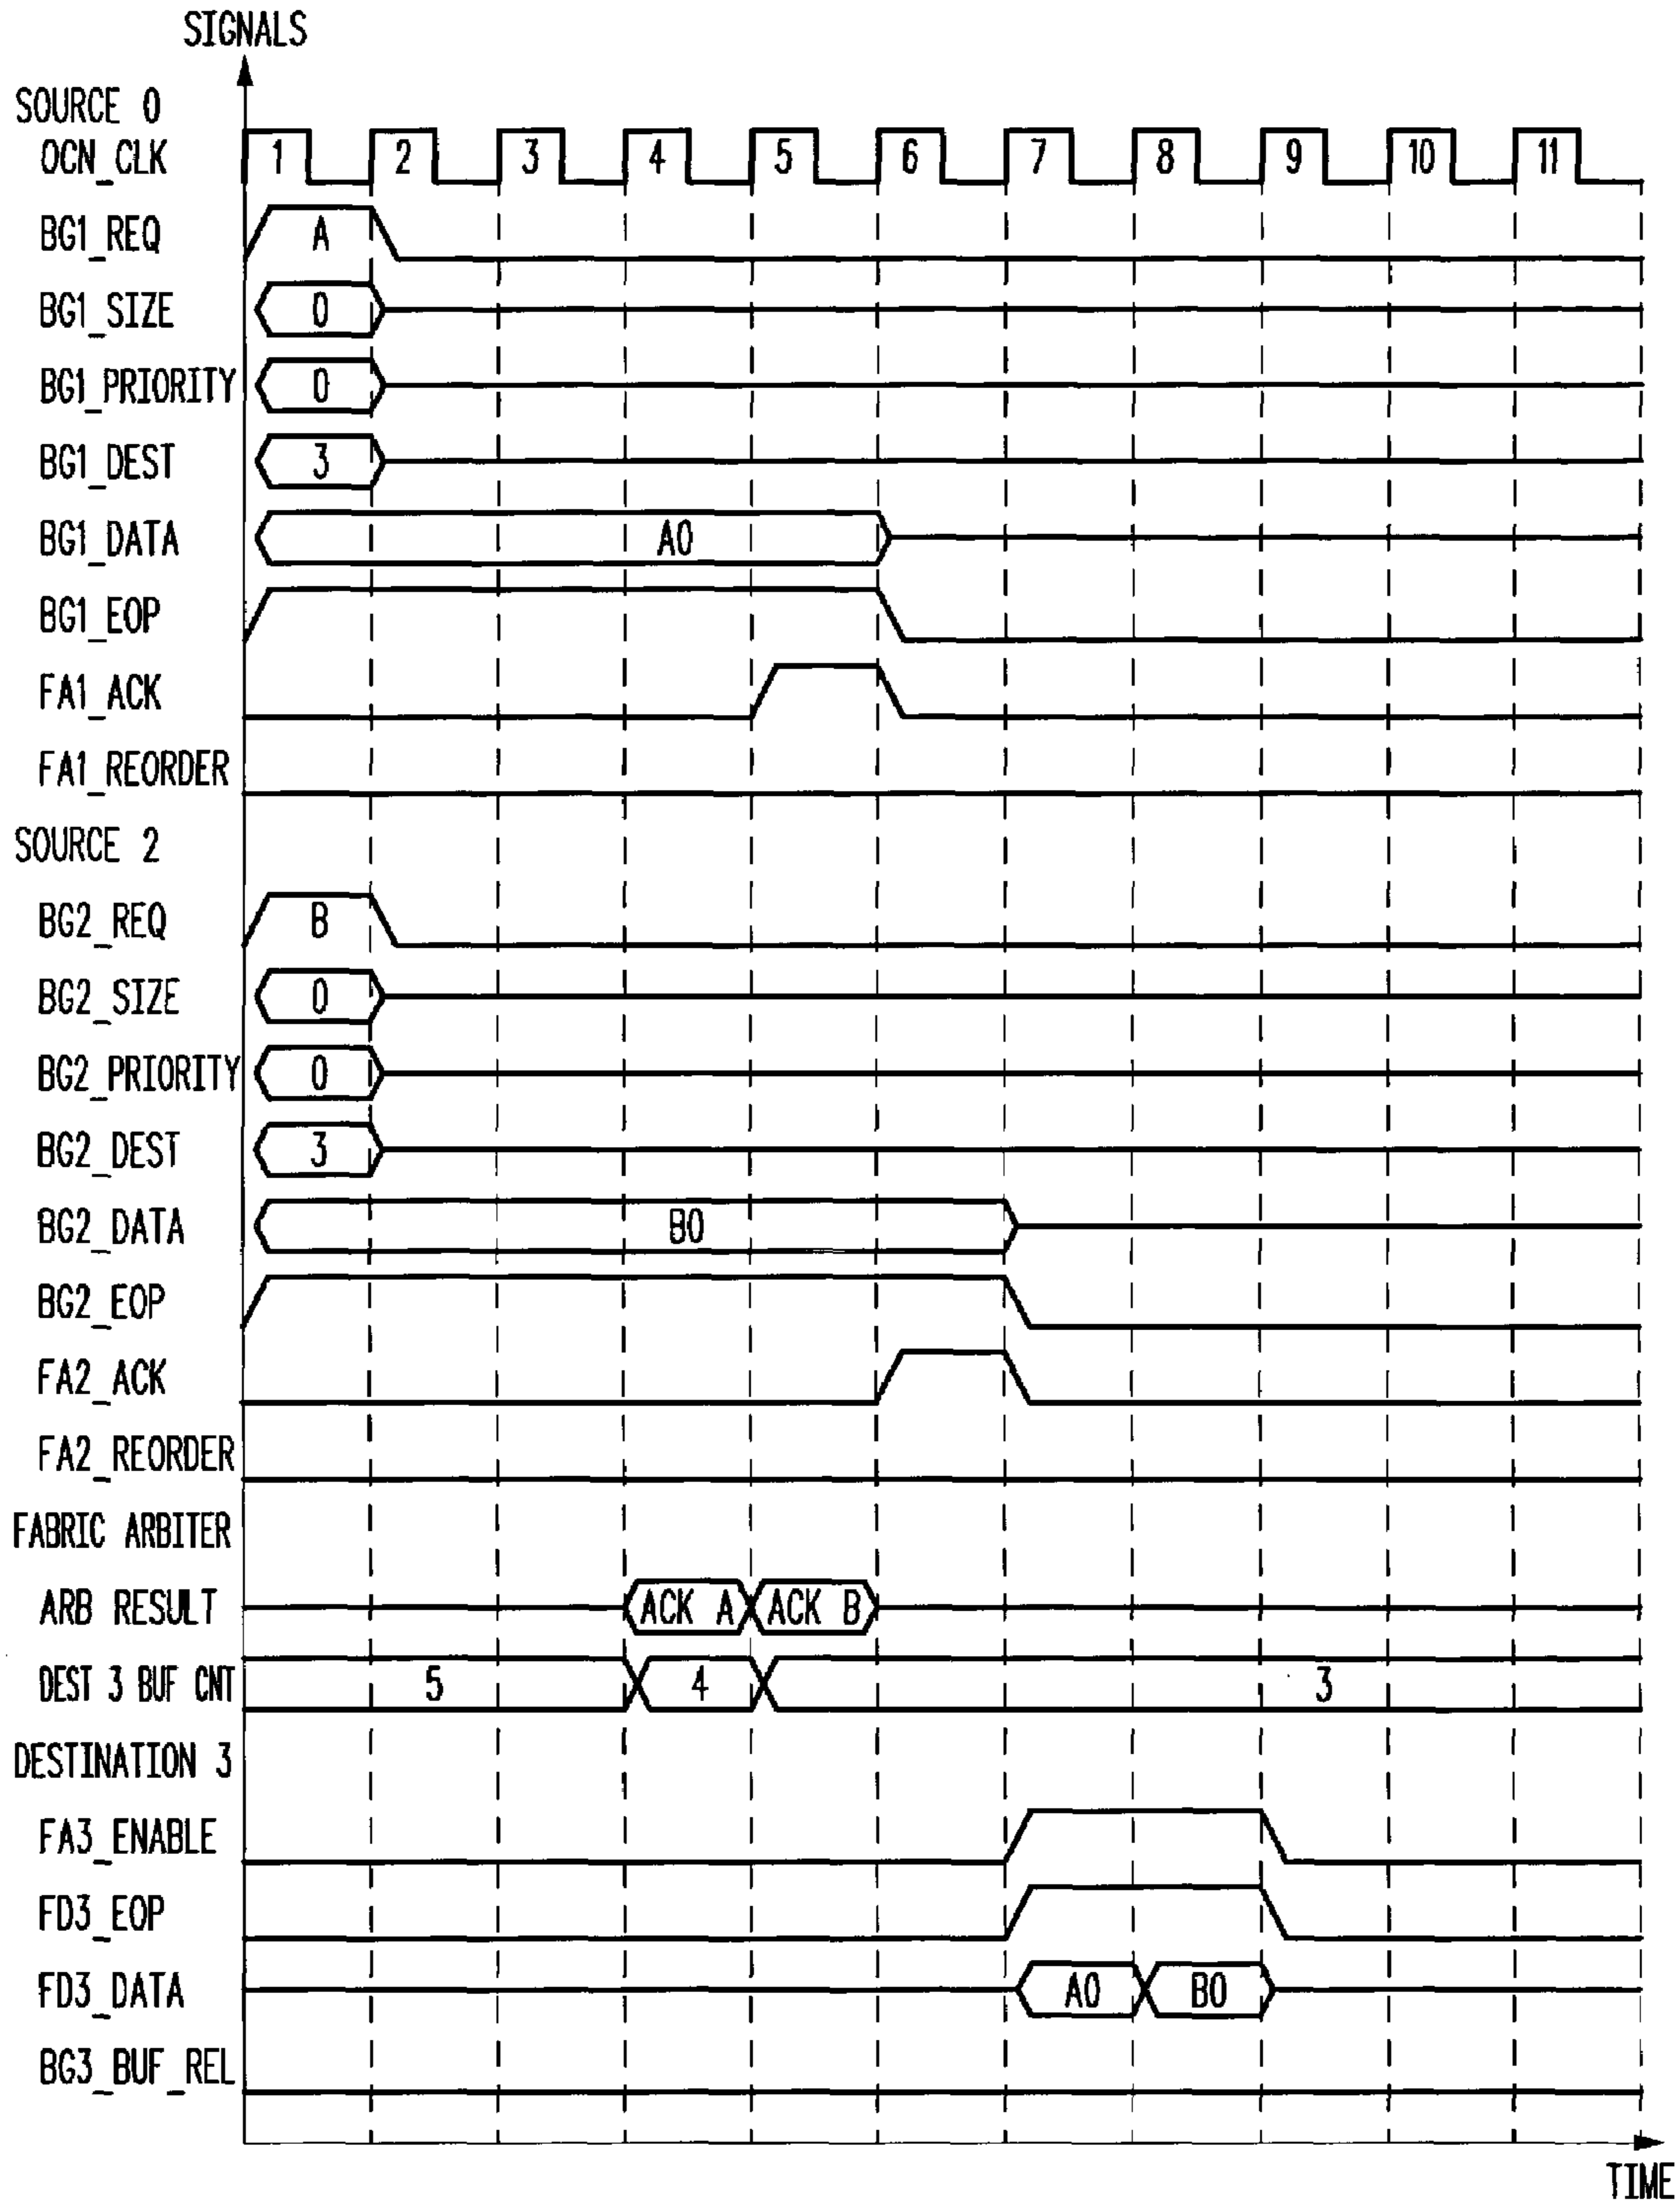 SIGNALS
SOURCE 0
OCN_CLK 1 2 3 4 5 6 7 8 9 10 11
BG1_REQ A
BG1_SIZE 0
BG1_PRIORITY 0
BG1_DEST 3
BG1_DATA A0
BG1_EOP
FA1_ACK
FA1_REORDER
SOURCE 2
BG2_REQ B
BG2_SIZE 0
BG2_PRIORITY 0
BG2_DEST 3
BG2_DATA B0
BG2_EOP
FA2_ACK
FA2_REORDER
FABRIC ARBITER
ARB RESULT ACK A ACK B
DEST 3 BUF CNT 5 4 3
DESTINATION 3
FA3_ENABLE
FD3_EOP
FD3_DATA A0 B0
BG3_BUF_REL
TIME